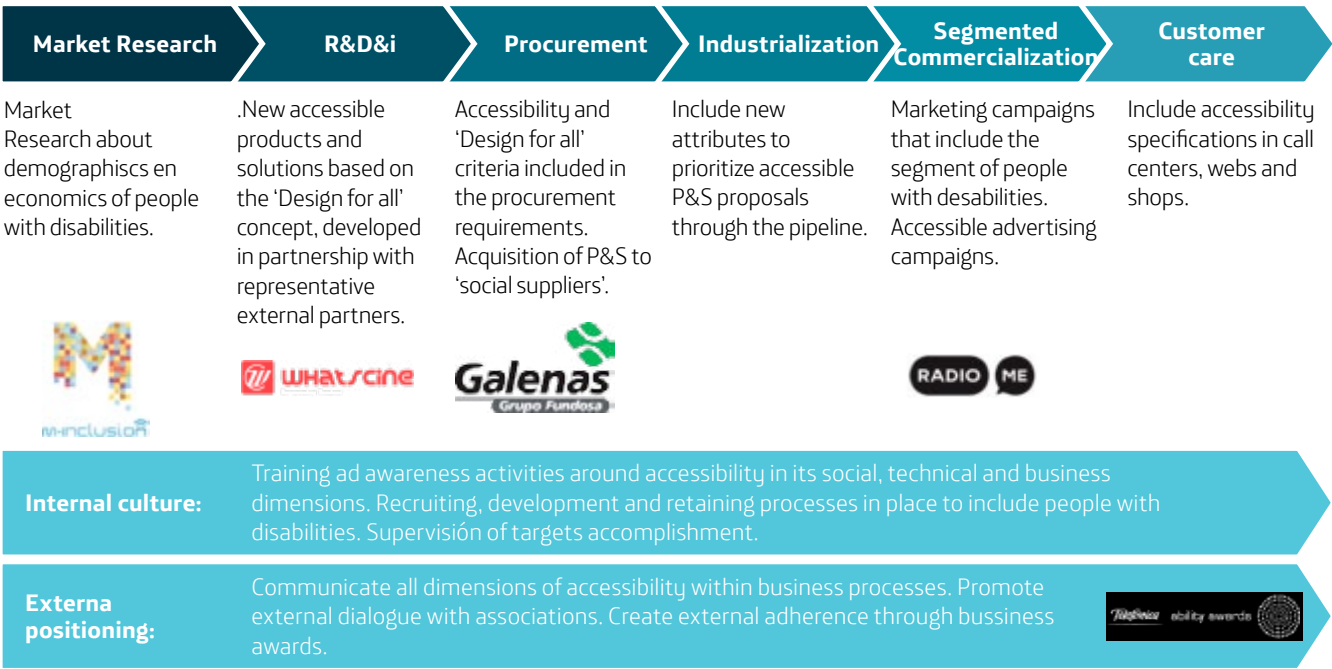 Market Research
R&D&i
Procurement
Industrialization
Segmented
Commercialization
Customer
care
Market
Research about
demographiscs en
economics of people
with disabilities.
.New accessible
products and
solutions based on
the ‘Design for all’
concept, developed
in partnership with
representative
external partners.
Accessibility and
‘Design for all’
criteria included in
the procurement
requirements.
Acquisition of P&S to
‘social suppliers’.
Include new
attributes to
prioritize accessible
P&S proposals
through the pipeline.
Marketing campaigns
that include the
segment of people
with desabilities.
Accessible advertising
campaigns.
Include accessibility
specifications in call
centers, webs and
shops.
M
m-inclusion
whatscine
Galenas
Grupo Fundosa
RADIO ME
Internal culture:
Training ad awareness activities around accessibility in its social, technical and business
dimensions. Recruiting, development and retaining processes in place to include people with
disabilities. Supervisión of targets accomplishment.
Externa
positioning:
Communicate all dimensions of accessibility within business processes. Promote
external dialogue with associations. Create external adherence through bussiness
awards.
Telefónica ability awards